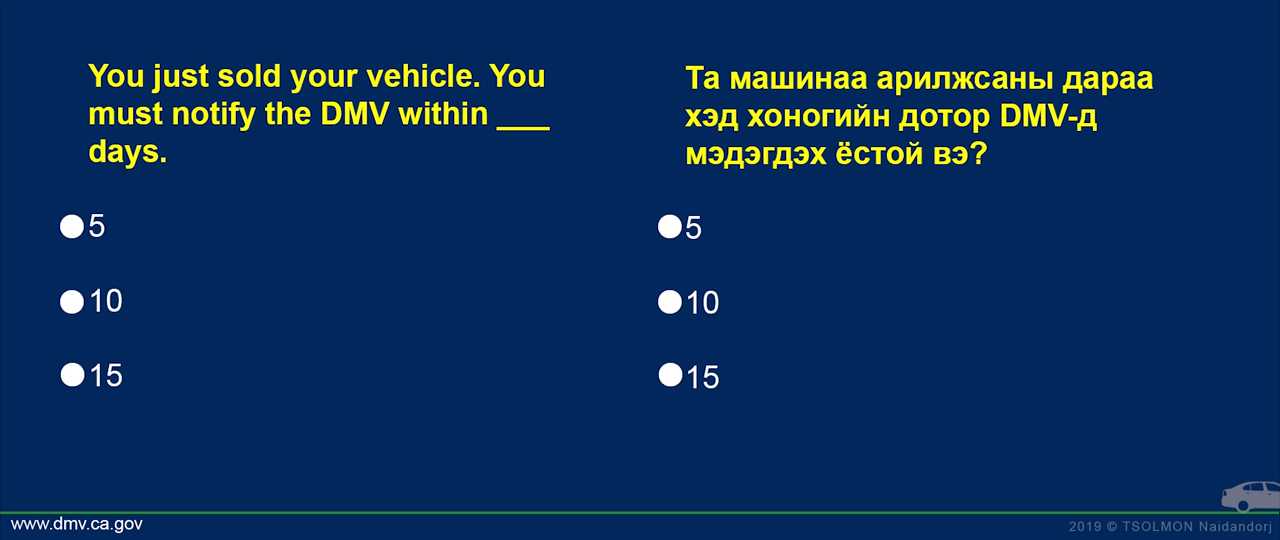 You just sold your vehicle. You
must notify the DMV within ___
days.
5
10
15
Та машинаа арилжсаны дараа
хэд хоногийн дотор DMV-д
мэдэгдэх ёстой вэ?
5
10
15
www.dmv.ca.gov
2019 © TSOLMON Naidandorj